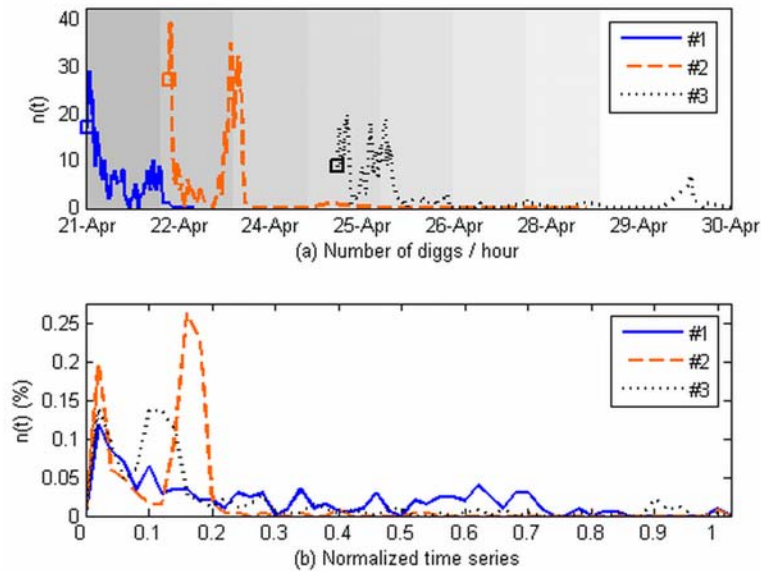 40
30
20
10
0
n(t)
#1
#2
#3
21-Apr 22-Apr 24-Apr 25-Apr 26-Apr 28-Apr 29-Apr 30-Apr
(a) Number of diggs / hour
0.25
0.2
0.15
0.1
0.05
0
n(t) (%)
#1
#2
#3
0 0.1 0.2 0.3 0.4 0.5 0.6 0.7 0.8 0.9 1
(b) Normalized time series